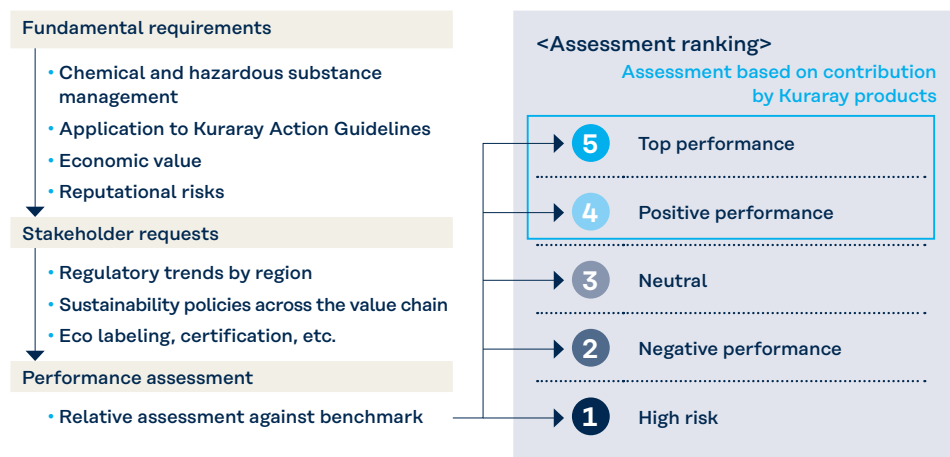 Fundamental requirements
• Chemical and hazardous substance
management
• Application to Kuraray Action Guidelines
• Economic value
• Reputational risks
Stakeholder requests
• Regulatory trends by region
• Sustainability policies across the value chain
• Eco labeling, certification, etc.
Performance assessment
• Relative assessment against benchmark
<Assessment ranking>
Assessment based on contribution
by Kuraray products
5 Top performance
4 Positive performance
3 Neutral
2 Negative performance
1 High risk